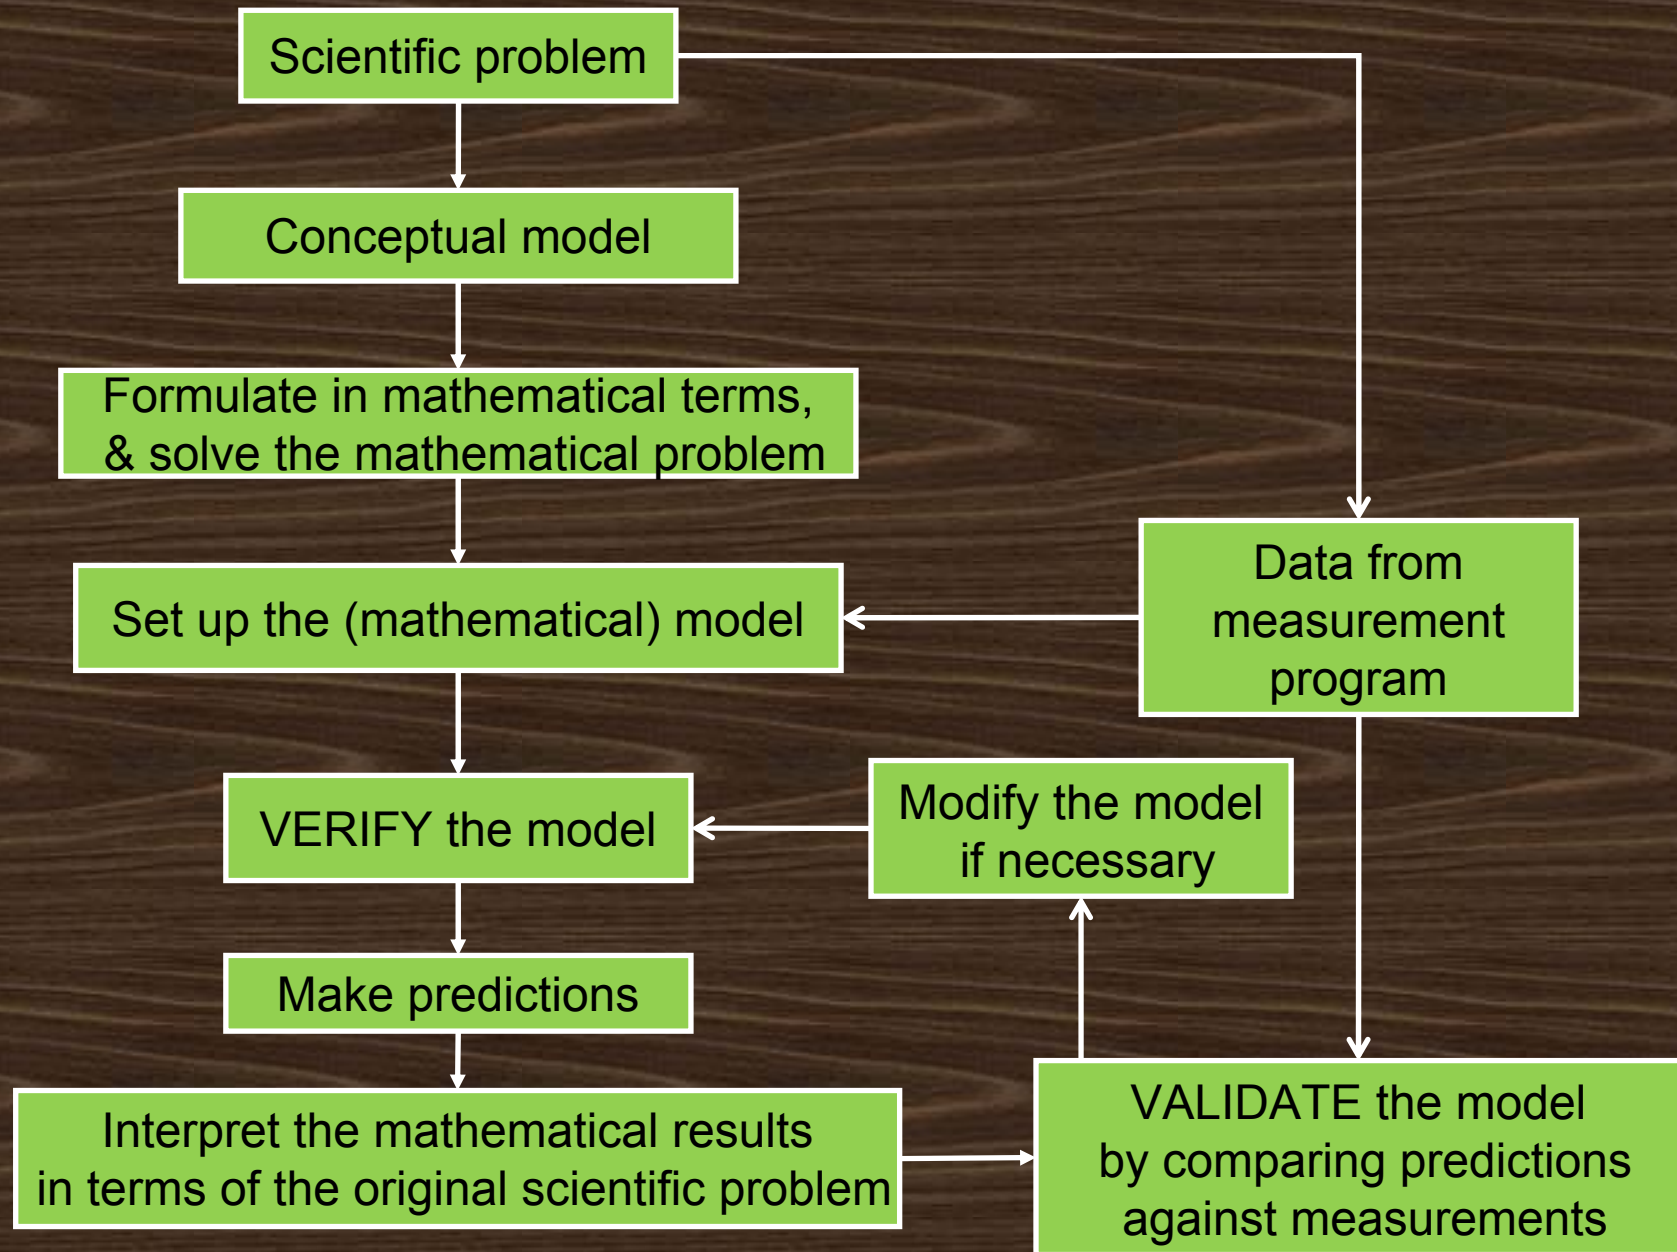 Scientific problem
Conceptual model
Formulate in mathematical terms,
& solve the mathematical problem
Set up the (mathematical) model
Data from
measurement
program
VERIFY the model
Modify the model
if necessary
Make predictions
Interpret the mathematical results
in terms of the original scientific problem
VALIDATE the model
by comparing predictions
against measurements